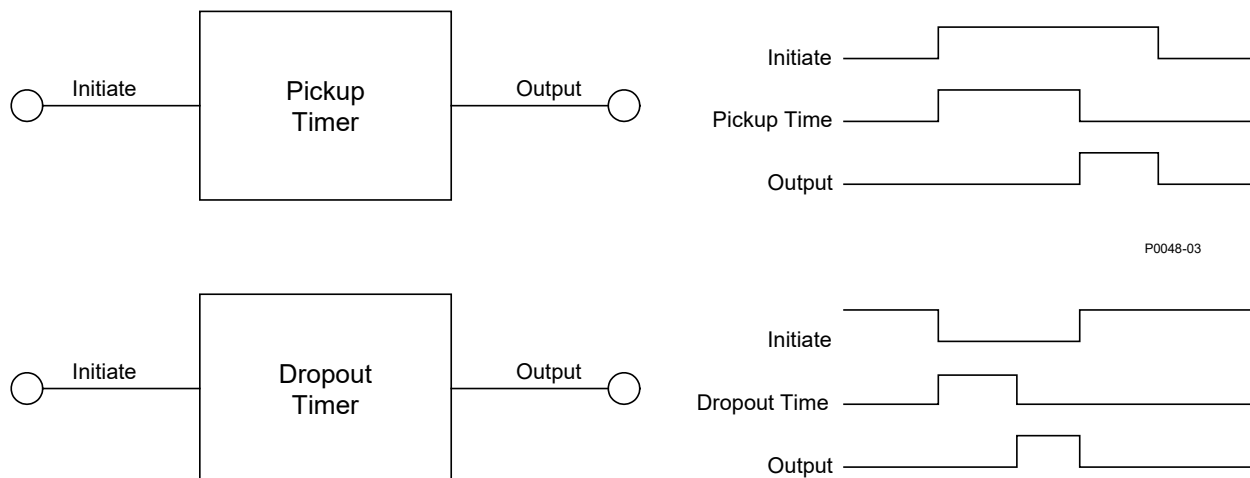 Initiate
Pickup
Timer
Output
Initiate
Pickup Time
Output
P0048-03
Initiate
Dropout
Timer
Output
Initiate
Dropout Time
Output